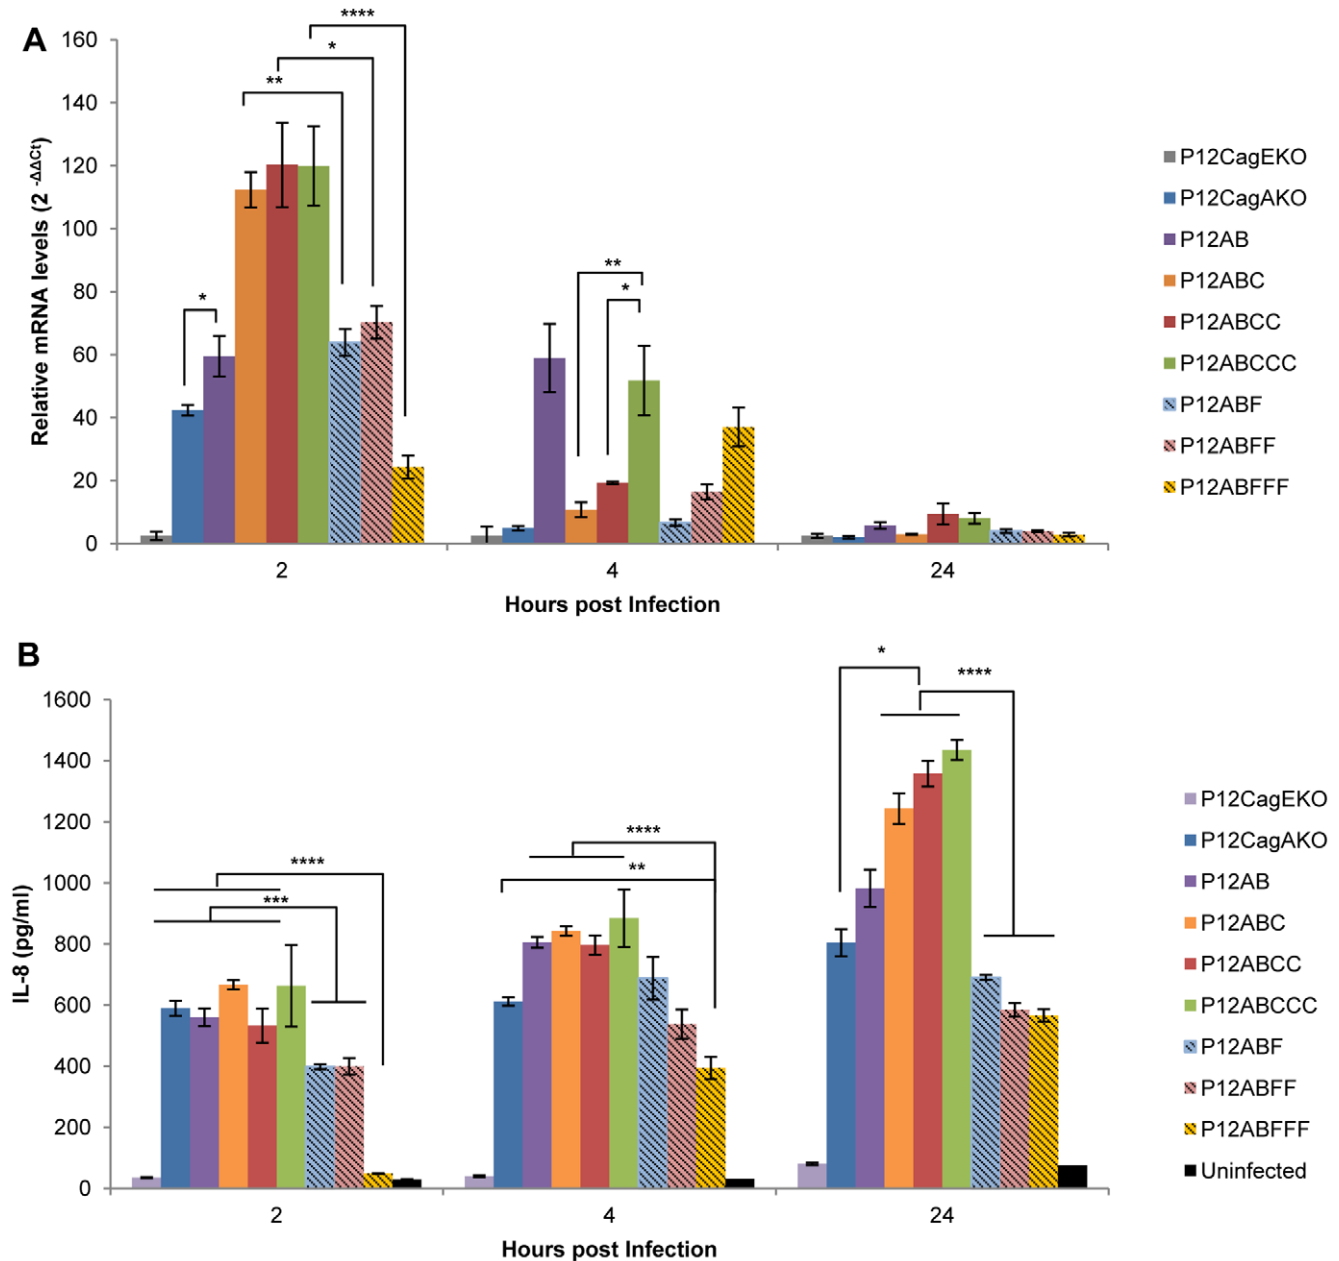 A
Relative mRNA levels (2 -ΔΔCt)
160
140
120
100
80
60
40
20
0
****
*
**
*
**
*
2
4
24
Hours post Infection
P12CagEKO
P12CagAKO
P12AB
P12ABC
P12ABCC
P12ABCCC
P12ABF
P12ABFF
P12ABFFF
B
IL-8 (pg/ml)
1600
1400
1200
1000
800
600
400
200
0
****
***
****
**
*
****
2
4
24
Hours post Infection
P12CagEKO
P12CagAKO
P12AB
P12ABC
P12ABCC
P12ABCCC
P12ABF
P12ABFF
P12ABFFF
Uninfected